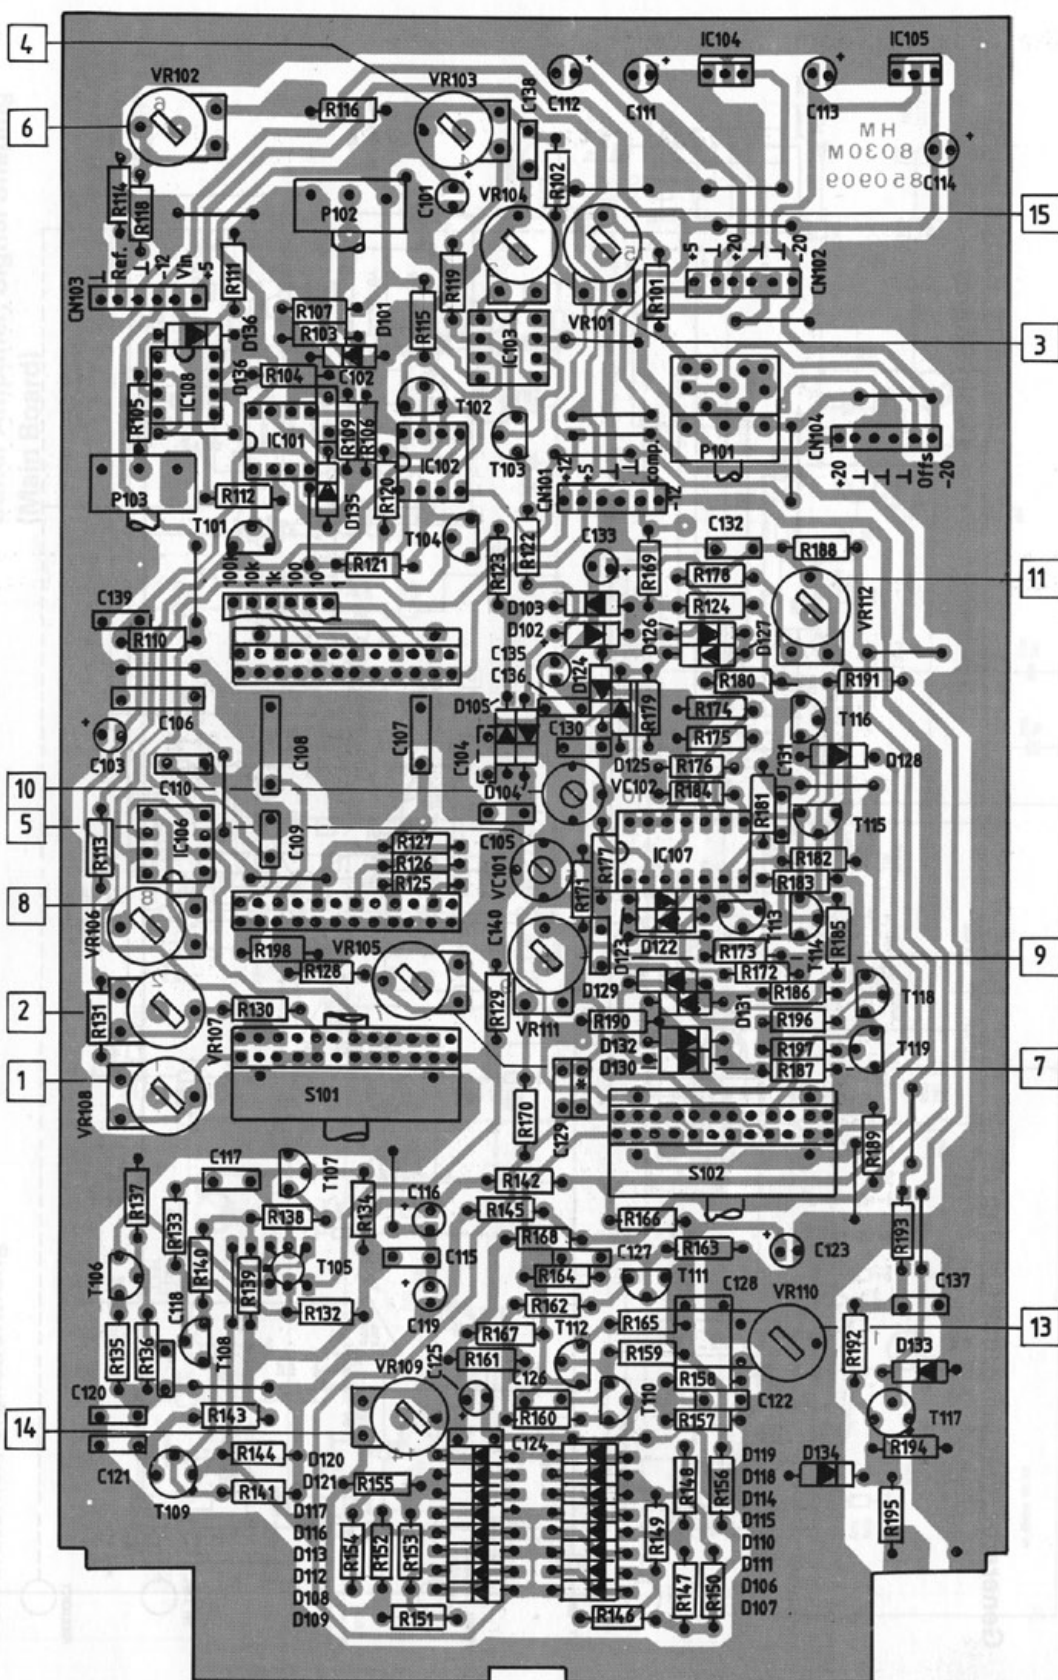 4
6
10
5
8
2
1
14
15
3
11
9
7
13
VR102
R116
VR103
C138
C112
C111
IC104
C113
IC105
C114
HM
8030M
850909
R114
R118
P102
C101
VR104
R102
CN103
⊥
Ref.
⊥
-12
Vin
+5
R111
R107
R103
D101
R115
R119
IC103
VR101
R101
+5
⊥
+20
⊥
⊥
-20
CN102
D136
IC108
D136
R104
C102
T102
R105
IC101
R109
R106
IC102
T103
P101
CN104
+20
⊥
⊥
⊥
Offs
-20
P103
R112
D135
R120
CN101
+12
+5
⊥
⊥
comp.
-12
T101
100k
10k
1k
100
10
1
R121
T104
R123
R122
C133
R169
C132
R178
R188
C139
R110
D103
R124
VR112
D102
D126
D127
C135
C136
D124
R180
R191
C106
D105
R179
R174
T116
C103
C108
C107
C130
R175
C131
C104
D125
R176
D128
C110
D104
VC102
R184
R181
R113
IC106
C109
R127
C105
R126
VC101
R125
R177
R171
IC107
T115
R182
R183
VR106
R198
VR105
C140
D123
D122
T113
T114
R185
R128
R173
R172
R131
R130
VR107
R129
VR111
D129
R186
T118
R190
D131
R196
D132
R197
T119
D130
R187
VR108
S101
R170
C129
*
S102
R189
R137
C117
T107
R134
C116
R142
R133
R138
R145
R166
R193
R168
R163
C123
T106
R140
R139
T105
C115
C127
C118
R164
T111
C128
VR110
C137
R132
C119
R162
R165
R135
R136
T108
R167
T112
R159
R192
D133
VR109
C125
R161
C126
R158
C122
C120
R143
R160
T110
R157
T117
C121
R144
D120
C124
D119
R194
T109
R141
D121
R155
R148
R156
D118
D134
D117
D114
D116
D115
R195
D113
R154
R152
R153
R149
D110
D112
D111
D108
R147
R150
D106
D109
R151
R146
D107